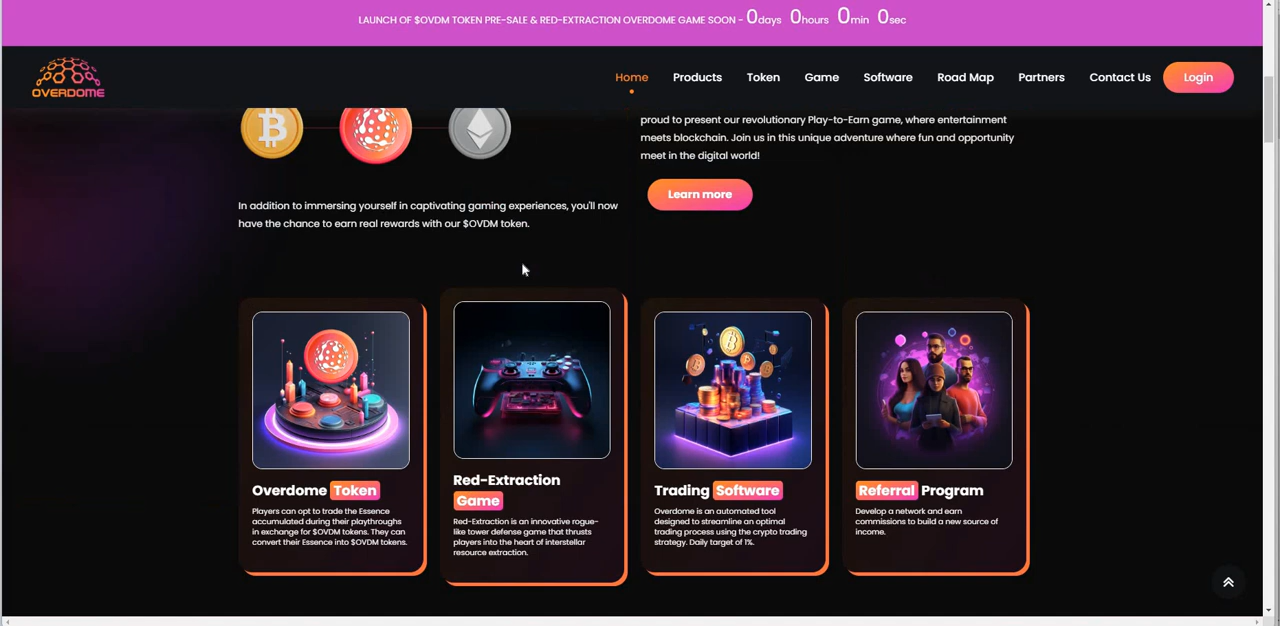 LAUNCH OF $OVDM TOKEN PRE-SALE & RED-EXTRACTION OVERDOME GAME SOON - 0days 0hours 0min 0sec
OVERDOME
Home Products Token Game Software Road Map Partners Contact Us Login
proud to present our revolutionary Play-to-Earn game, where entertainment
meets blockchain. Join us in this unique adventure where fun and opportunity
meet in the digital world!
Learn more
In addition to immersing yourself in captivating gaming experiences, you'll now
have the chance to earn real rewards with our $OVDM token.
Overdome Token
Players can opt to trade the Essence
accumulated during their playthroughs
in exchange for $OVDM tokens. They can
convert their Essence into $OVDM tokens.
Red-Extraction
Game
Red-Extraction is an innovative rogue-
like tower defense game that thrusts
players into the heart of interstellar
resource extraction.
Trading Software
Overdome is an automated tool
designed to streamline an optimal
trading process using the crypto trading
strategy. Daily target of 1%.
Referral Program
Develop a network and earn
commissions to build a new source of
income.